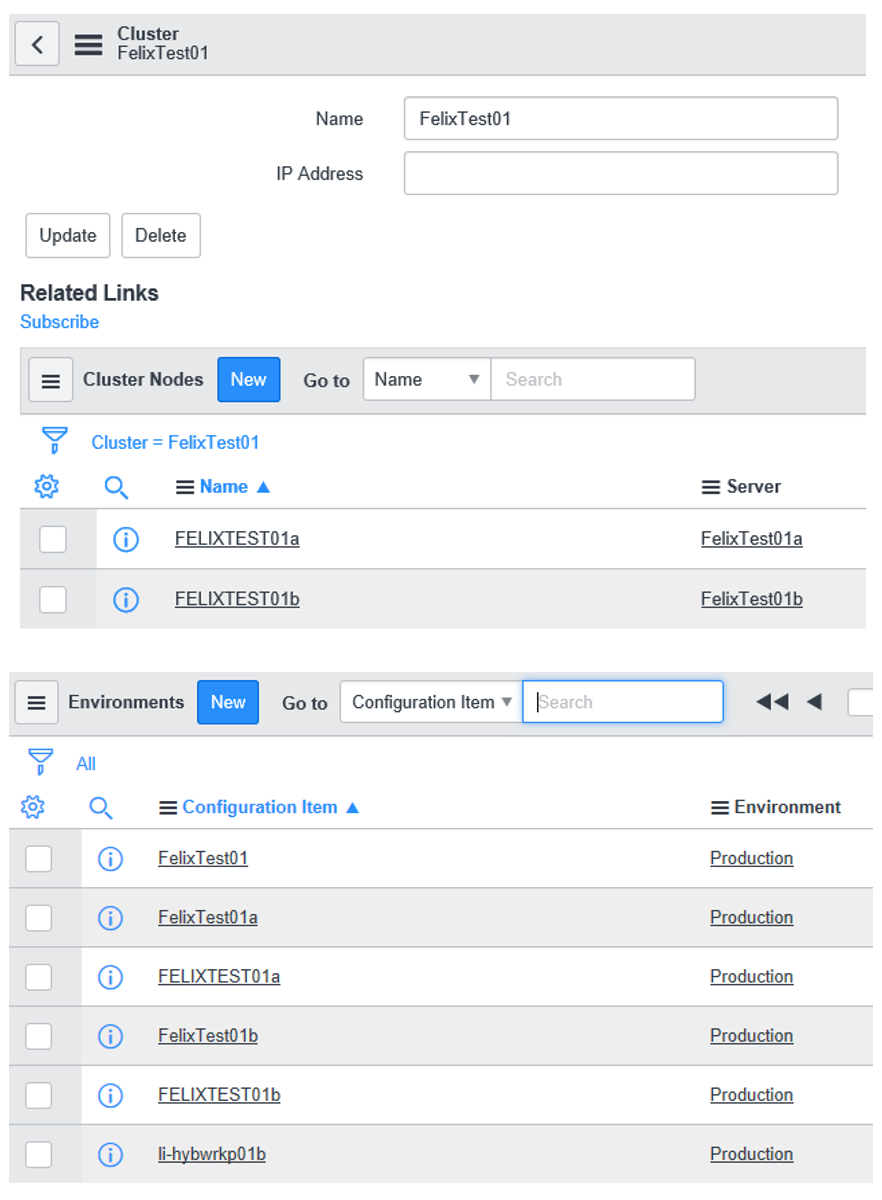 Cluster
FelixTest01
Name FelixTest01
IP Address
Update Delete
Related Links
Subscribe
Cluster Nodes New Go to Name Search
Cluster = FelixTest01
Name Server
FELIXTEST01a FelixTest01a
FELIXTEST01b FelixTest01b
Environments New Go to Configuration Item Search
All
Configuration Item Environment
FelixTest01 Production
FelixTest01a Production
FELIXTEST01a Production
FelixTest01b Production
FELIXTEST01b Production
li-hybwrkp01b Production